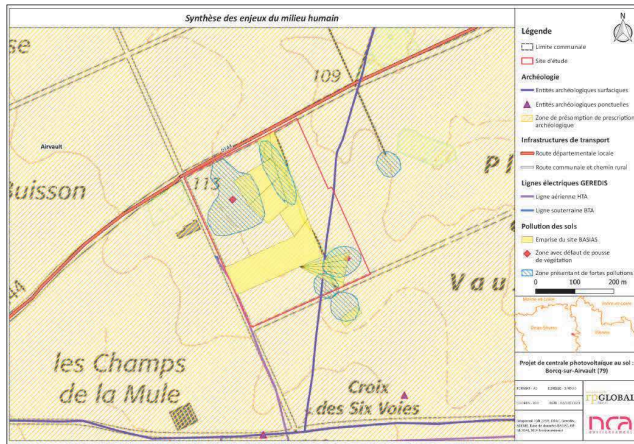 Synthèse des enjeux du milieu humain
se
109
Airvault
113
Buisson
Pl
Vau
44
les Champs
de la Mule
Croix
des Six Voies
N
Légende
Limite communale
Site d'étude
Archéologie
Entités archéologiques surfaciques
Entités archéologiques ponctuelles
Zone de présomption de prescription
archéologique
Infrastructures de transport
Route départementale locale
Route communale et chemin rural
Lignes électriques GEREDIS
Ligne aérienne HTA
Ligne souterraine BTA
Pollution des sols
Emprise du site BASIAS
Zone avec défaut de pousse
de végétation
Zone présentant de fortes pollutions
0 100 200 m
Projet de centrale photovoltaïque au sol :
Borcq-sur-Airvault (79)
rpGLOBAL
nca